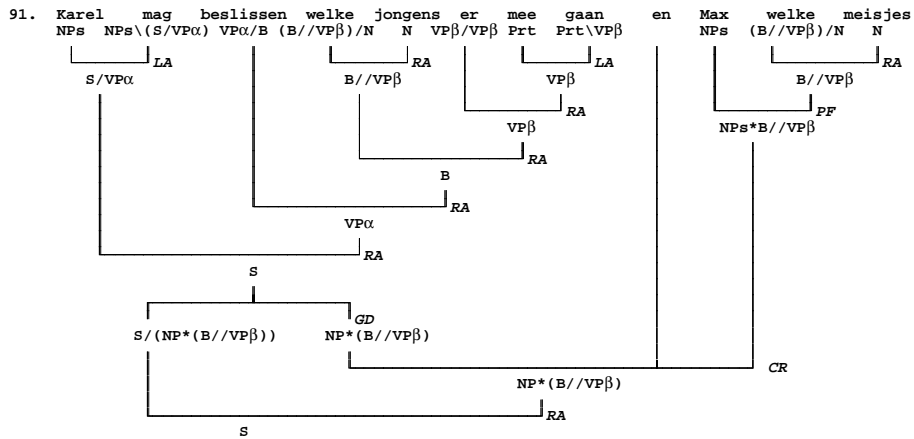 91. Karel mag beslissen welke jongens er mee gaan en Max welke meisjes
NPs NPs\(S/VPα) VPα/B (B//VPβ)/N N VPβ/VPβ Prt Prt\VPβ NPs (B//VPβ)/N N
LA RA LA RA
S/VPα B//VPβ VPβ B//VPβ
RA PF
VPβ NPs*B//VPβ
RA
B
RA
VPα
RA
S
GD
S/(NP*(B//VPβ)) NP*(B//VPβ)
CR
NP*(B//VPβ)
RA
S